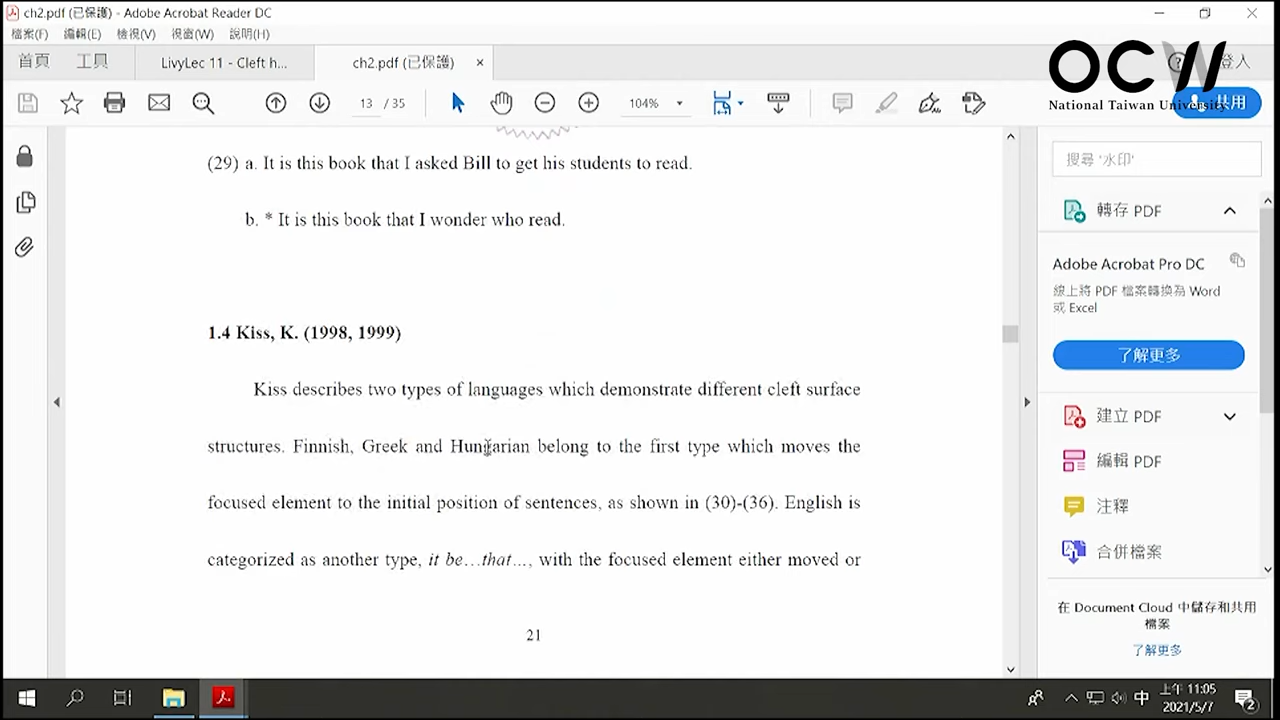 ch2.pdf (已保護) - Adobe Acrobat Reader DC
檔案(F) 編輯(E) 檢視(V) 視窗(W) 說明(H)
首頁 工具 LivyLec 11 - Cleft h... ch2.pdf (已保護) ×
登入
OCW
National Taiwan University
13 / 35 104% 共用
(29) a. It is this book that I asked Bill to get his students to read.
b. * It is this book that I wonder who read.
1.4 Kiss, K. (1998, 1999)
Kiss describes two types of languages which demonstrate different cleft surface
structures. Finnish, Greek and Hungarian belong to the first type which moves the
focused element to the initial position of sentences, as shown in (30)-(36). English is
categorized as another type, it be…that…, with the focused element either moved or
21
搜尋 '水印'
轉存 PDF
Adobe Acrobat Pro DC
線上將 PDF 檔案轉換為 Word
或 Excel
了解更多
建立 PDF
編輯 PDF
注釋
合併檔案
在 Document Cloud 中儲存和共用
檔案
了解更多
中
上午 11:05
2021/5/7
2